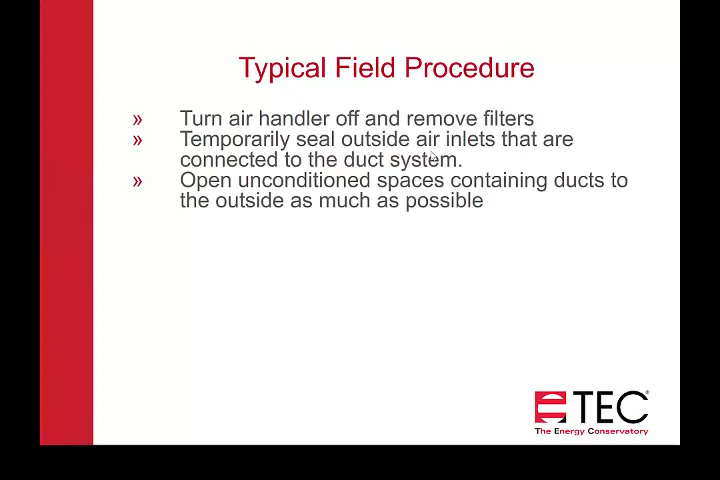 Typical Field Procedure
» Turn air handler off and remove filters
» Temporarily seal outside air inlets that are
connected to the duct system.
» Open unconditioned spaces containing ducts to
the outside as much as possible
TEC®
The Energy Conservatory